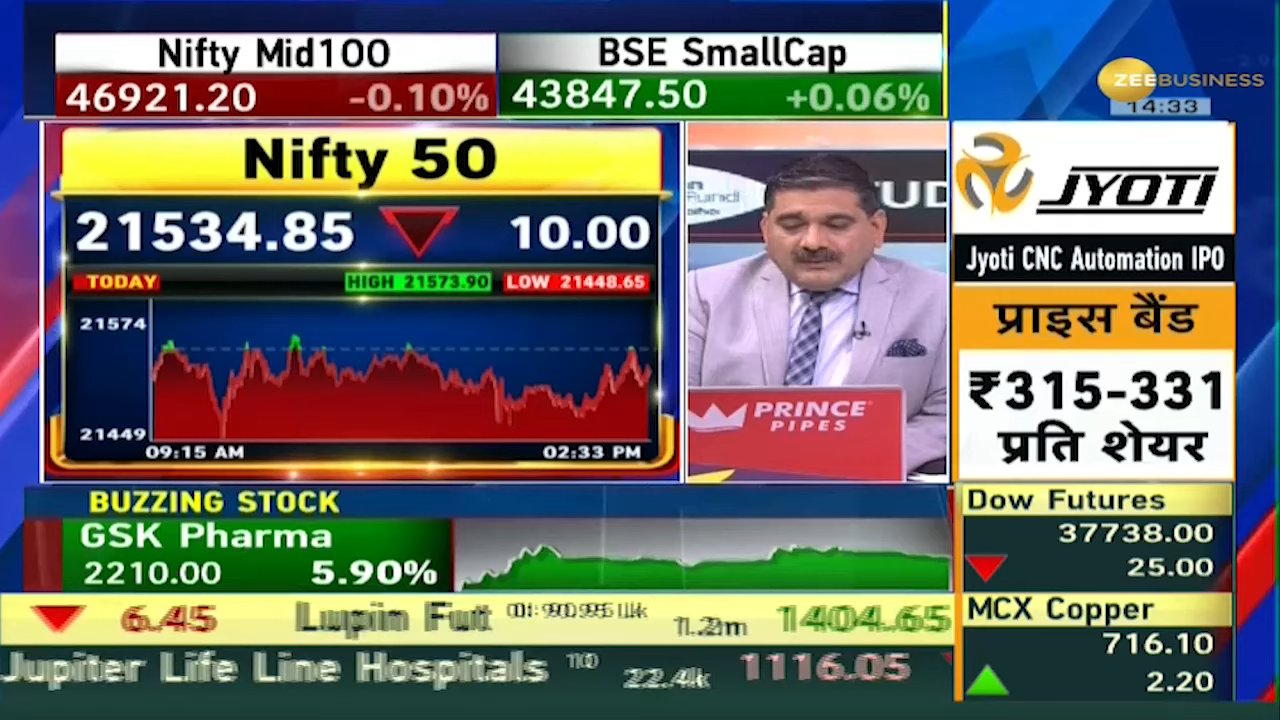 Nifty Mid100
46921.20 -0.10%
BSE SmallCap
43847.50 +0.06%
ZEEBUSINESS
14:33
Nifty 50
21534.85 10.00
TODAY HIGH 21573.90 LOW 21448.65
21574
21449
09:15 AM 02:33 PM
PRINCE
PIPES
JYOTI
Jyoti CNC Automation IPO
प्राइस बैंड
₹315-331
प्रति शेयर
BUZZING STOCK
GSK Pharma
2210.00 5.90%
Dow Futures
37738.00
25.00
MCX Copper
716.10
2.20
6.45 Lupin Fut 1404.65
Jupiter Life Line Hospitals 22.4k 1116.05